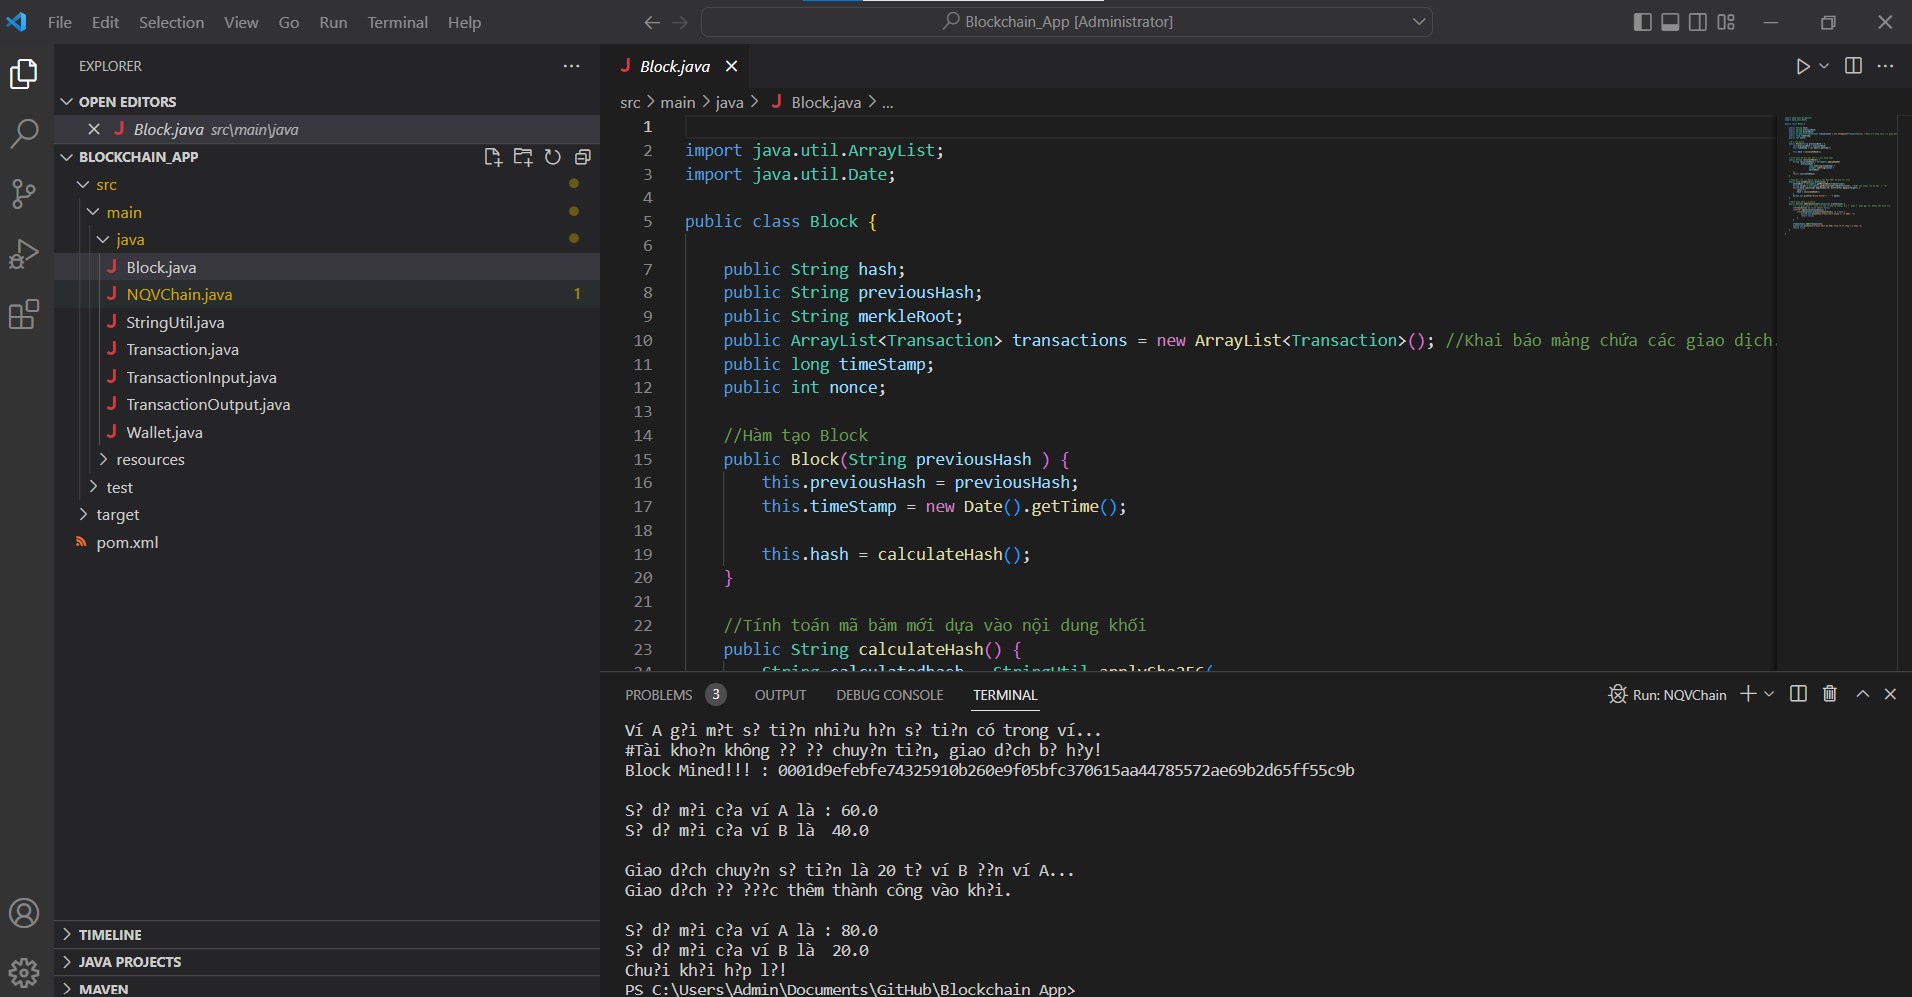 File Edit Selection View Go Run Terminal Help
Blockchain_App [Administrator]
EXPLORER
OPEN EDITORS
Block.java src\main\java
BLOCKCHAIN_APP
src
main
java
Block.java
NQVChain.java 1
StringUtil.java
Transaction.java
TransactionInput.java
TransactionOutput.java
Wallet.java
resources
test
target
pom.xml
TIMELINE
JAVA PROJECTS
MAVEN
Block.java
src > main > java > Block.java > ...
1
2 import java.util.ArrayList;
3 import java.util.Date;
4
5 public class Block {
6
7 public String hash;
8 public String previousHash;
9 public String merkleRoot;
10 public ArrayList<Transaction> transactions = new ArrayList<Transaction>(); //Khai báo mảng chứa các giao dịch.
11 public long timeStamp;
12 public int nonce;
13
14 //Hàm tạo Block
15 public Block(String previousHash ) {
16 this.previousHash = previousHash;
17 this.timeStamp = new Date().getTime();
18
19 this.hash = calculateHash();
20 }
21
22 //Tính toán mã băm mới dựa vào nội dung khối
23 public String calculateHash() {
24 String calculatedhash = StringUtil.applySha256(
PROBLEMS 3 OUTPUT DEBUG CONSOLE TERMINAL
Run: NQVChain
Ví A g?i m?t s? ti?n nhi?u h?n s? ti?n có trong ví...
#Tài kho?n không ?? ?? chuy?n ti?n, giao d?ch b? h?y!
Block Mined!!! : 0001d9efebfe74325910b260e9f05bfc370615aa44785572ae69b2d65ff55c9b
S? d? m?i c?a ví A là : 60.0
S? d? m?i c?a ví B là  40.0
Giao d?ch chuy?n s? ti?n là 20 t? ví B ??n ví A...
Giao d?ch ?? ???c thêm thành công vào kh?i.
S? d? m?i c?a ví A là : 80.0
S? d? m?i c?a ví B là  20.0
Chu?i kh?i h?p l?!
PS C:\Users\Admin\Documents\GitHub\Blockchain_App>